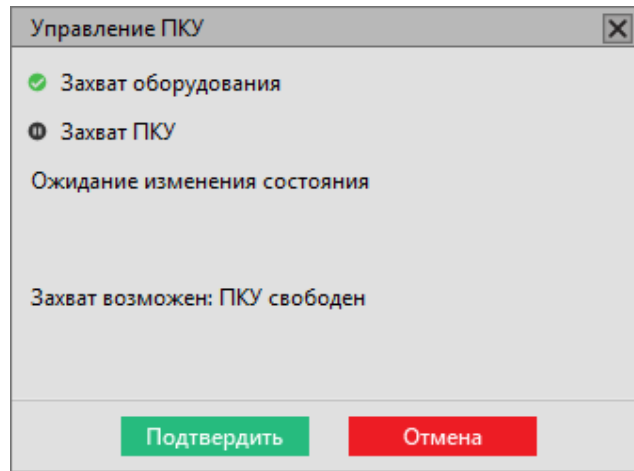 Управление ПКУ
Захват оборудования
Захват ПКУ
Ожидание изменения состояния
Захват возможен: ПКУ свободен
Подтвердить
Отмена